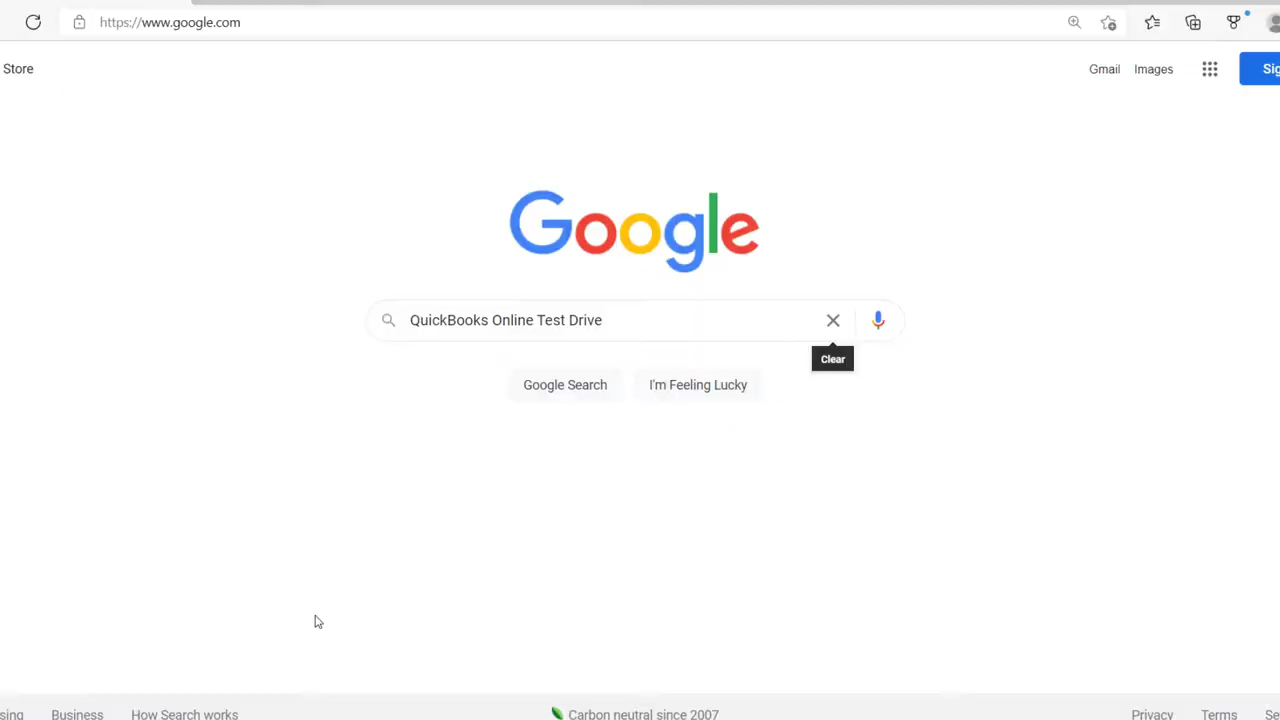 https://www.google.com
Store
Gmail Images
Google
QuickBooks Online Test Drive
Clear
Google Search I'm Feeling Lucky
Business How Search works Carbon neutral since 2007 Privacy Terms